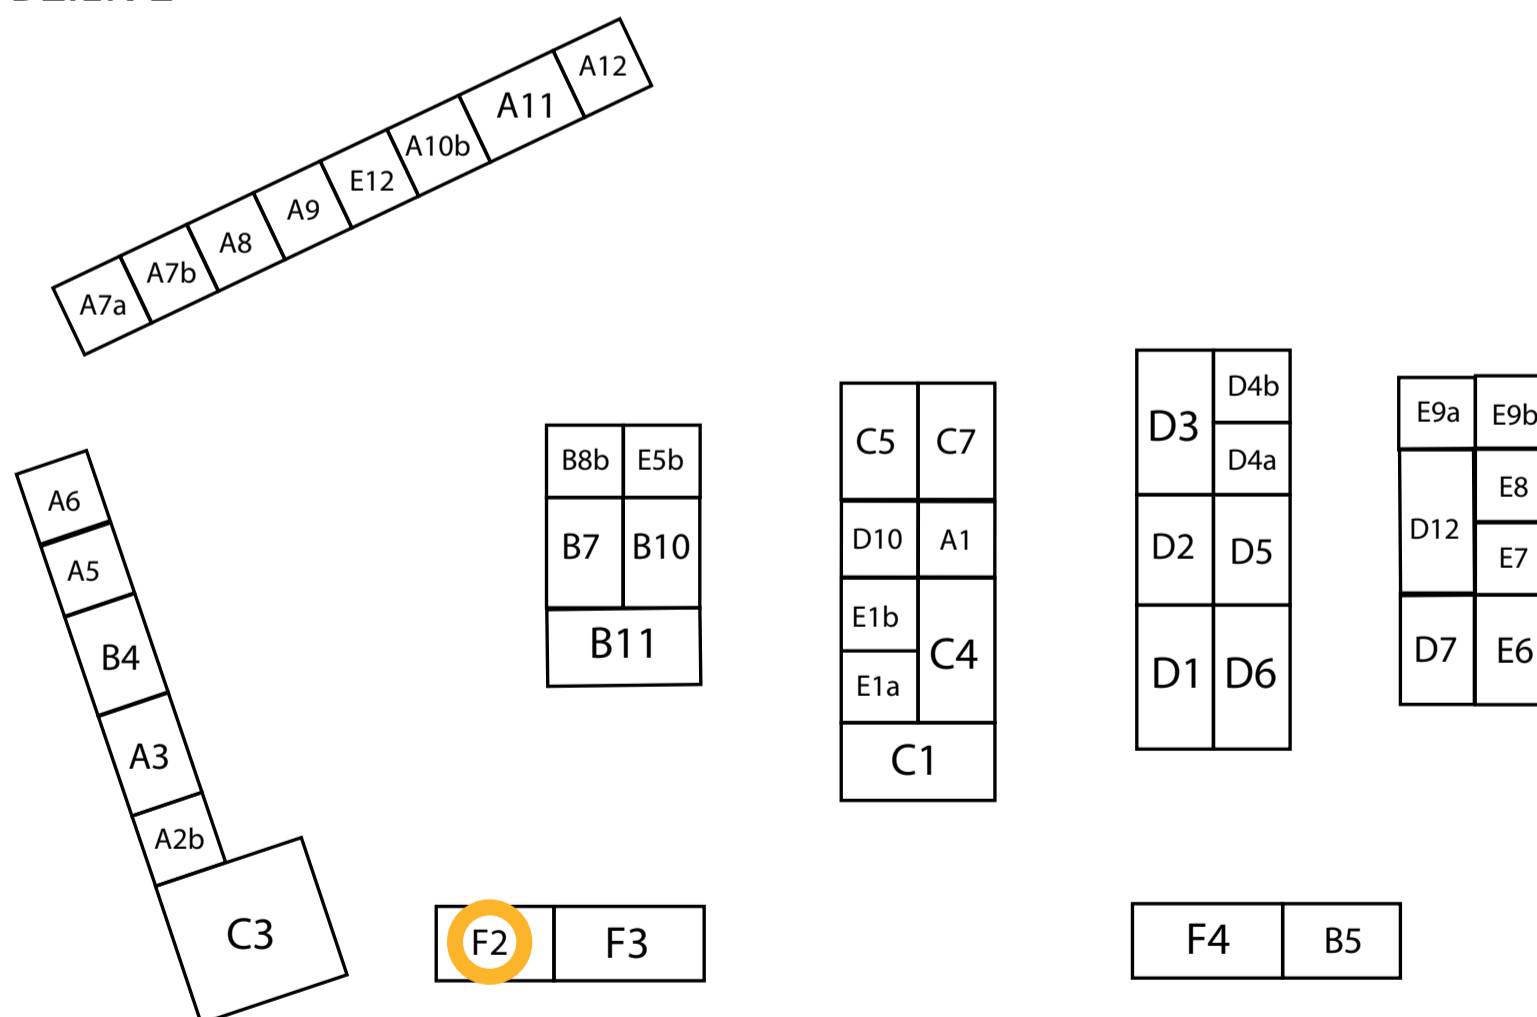 A12
A11
A10b
E12
A9
A8
A7b
A7a
A6
A5
B4
A3
A2b
C3
B8b E5b
B7 B10
B11
C5 C7
D10 A1
E1b
C4
E1a
C1
D4b
D3
D4a
D2 D5
D1 D6
E9a E9b
E8
D12
E7
D7 E6
F2 F3
F4 B5